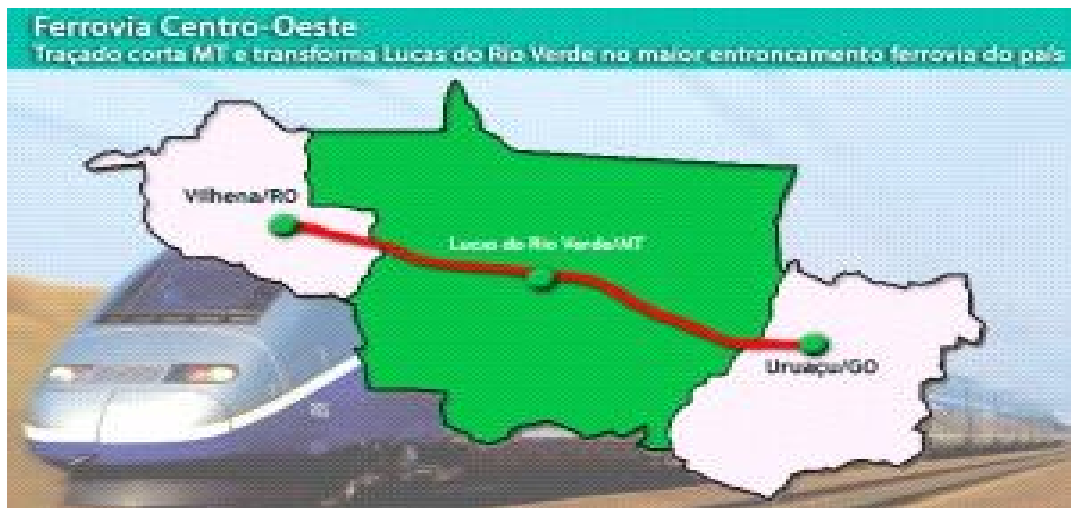 Ferrovia Centro-Oeste
Traçado corta MT e transforma Lucas do Rio Verde no maior entroncamento ferrovia do país
Vilhena/RO
Lucas do Rio Verde/MT
Uruaçu/GO